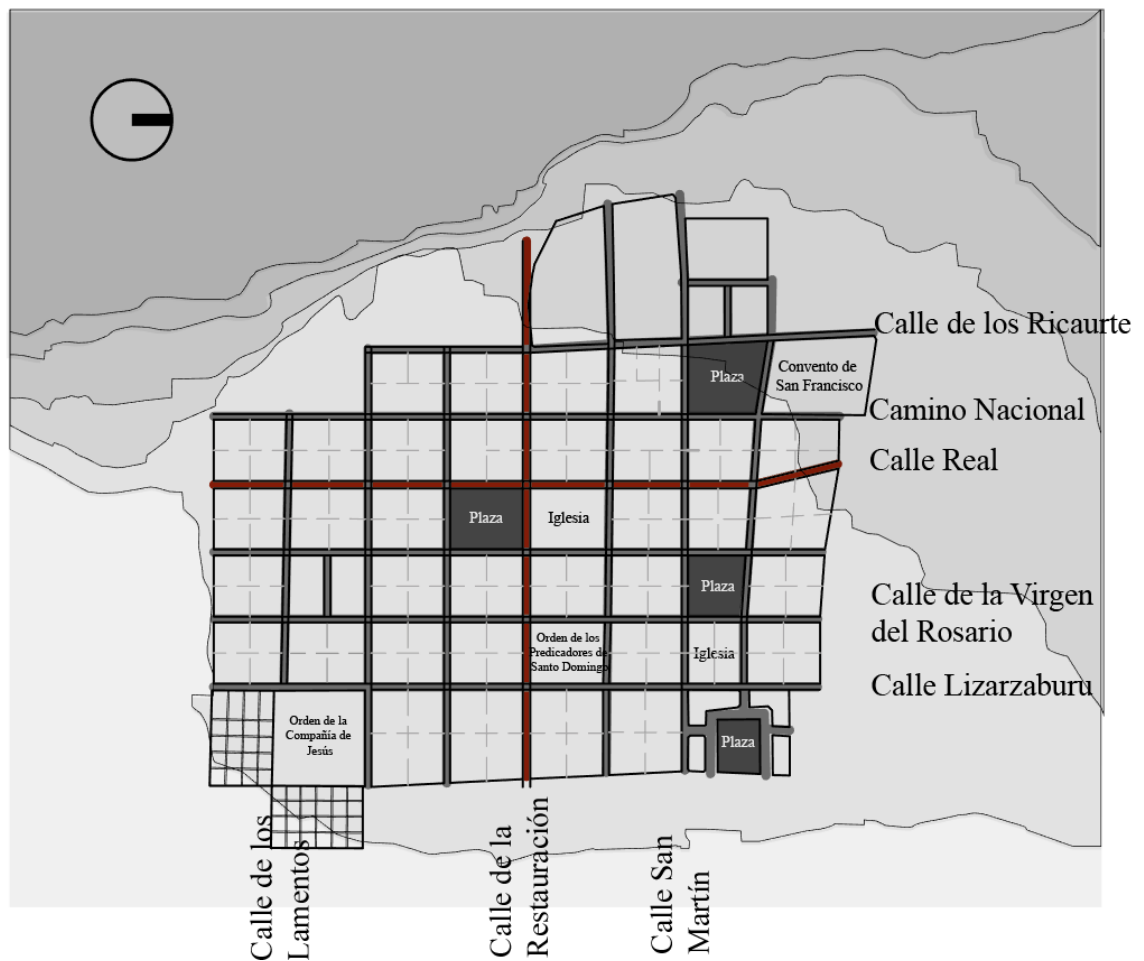 Calle de los Ricaurte
Convento de
San Francisco
Plaza
Camino Nacional
Calle Real
Plaza
Iglesia
Plaza
Calle de la Virgen
del Rosario
Orden de los
Predicadores de
Santo Domingo
Iglesia
Calle Lizarzaburu
Orden de la
Compañía de
Jesús
Plaza
Calle de los
Lamentos
Calle de la
Restauración
Calle San
Martín